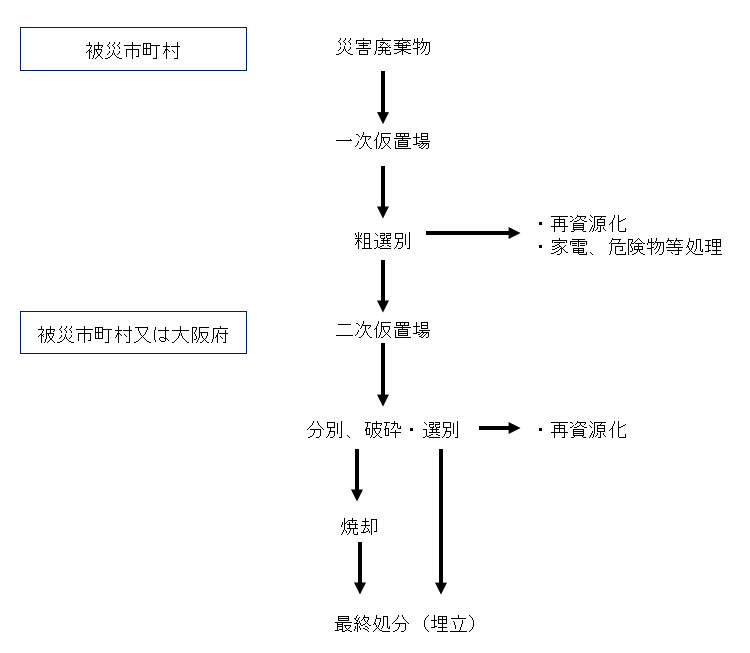 被災市町村
災害廃棄物
一次仮置場
粗選別
・再資源化
・家電、危険物等処理
被災市町村又は大阪府
二次仮置場
分別、破砕・選別
・再資源化
焼却
最終処分（埋立）